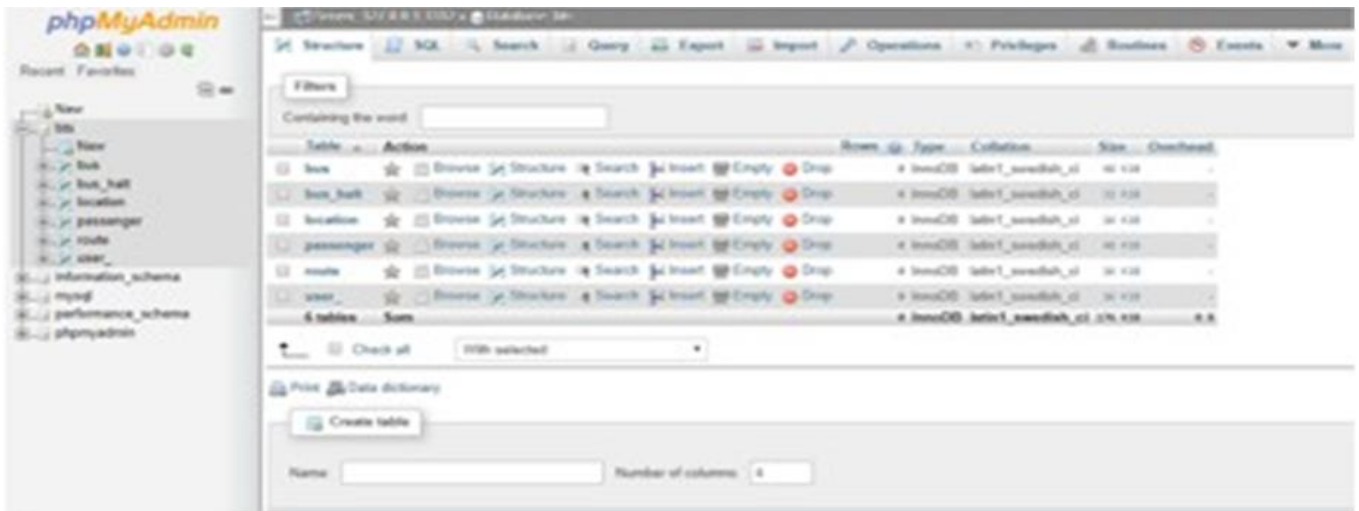 phpMyAdmin
Recent Favorites
New
bts
New
bus
bus_halt
location
passenger
route
user_
information_schema
mysql
performance_schema
phpmyadmin
Structure SQL Search Query Export Import Operations Privileges Routines Events More
Filters
Containing the word:
Table Action Rows Type Collation Size Overhead
bus Browse Structure Search Insert Empty Drop InnoDB latin1_swedish_ci -
bus_halt Browse Structure Search Insert Empty Drop InnoDB latin1_swedish_ci -
location Browse Structure Search Insert Empty Drop InnoDB latin1_swedish_ci -
passenger Browse Structure Search Insert Empty Drop InnoDB latin1_swedish_ci -
route Browse Structure Search Insert Empty Drop InnoDB latin1_swedish_ci -
user_ Browse Structure Search Insert Empty Drop InnoDB latin1_swedish_ci -
6 tables Sum InnoDB latin1_swedish_ci
Check all With selected:
Print Data dictionary
Create table
Name: Number of columns: 4